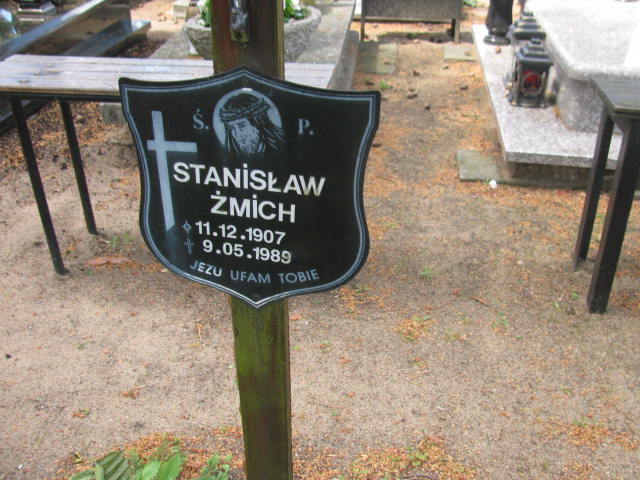 Ś. P.
STANISŁAW
ŻMICH
11.12.1907
9.05.1989
JEZU UFAM TOBIE